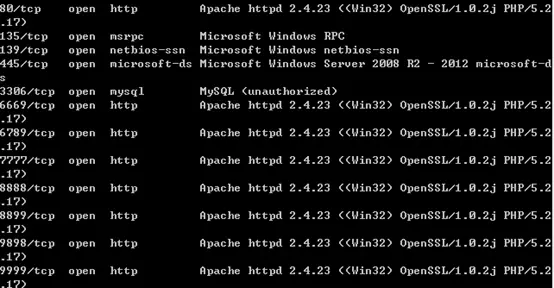 80/tcp open http Apache httpd 2.4.23 ((Win32) OpenSSL/1.0.2j PHP/5.2
.17)
135/tcp open msrpc Microsoft Windows RPC
139/tcp open netbios-ssn Microsoft Windows netbios-ssn
445/tcp open microsoft-ds Microsoft Windows Server 2008 R2 - 2012 microsoft-d
s
3306/tcp open mysql MySQL (unauthorized)
6669/tcp open http Apache httpd 2.4.23 ((Win32) OpenSSL/1.0.2j PHP/5.2
.17)
6789/tcp open http Apache httpd 2.4.23 ((Win32) OpenSSL/1.0.2j PHP/5.2
.17)
7777/tcp open http Apache httpd 2.4.23 ((Win32) OpenSSL/1.0.2j PHP/5.2
.17)
8888/tcp open http Apache httpd 2.4.23 ((Win32) OpenSSL/1.0.2j PHP/5.2
.17)
8899/tcp open http Apache httpd 2.4.23 ((Win32) OpenSSL/1.0.2j PHP/5.2
.17)
9898/tcp open http Apache httpd 2.4.23 ((Win32) OpenSSL/1.0.2j PHP/5.2
.17)
9999/tcp open http Apache httpd 2.4.23 ((Win32) OpenSSL/1.0.2j PHP/5.2
.17)